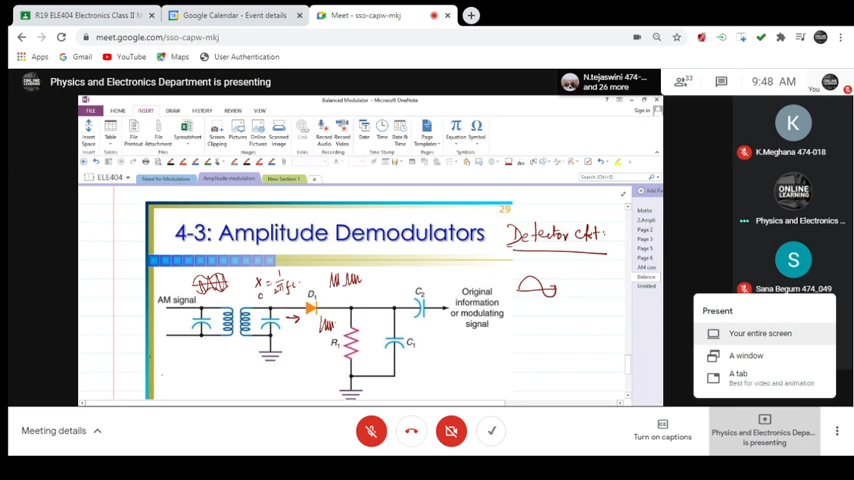 R19 ELE404 Electronics Class II M
Google Calendar - Event details
Meet - sso-capw-mkj
meet.google.com/sso-capw-mkj
Apps
Gmail
YouTube
Maps
User Authentication
Physics and Electronics Department is presenting
N.tejaswini 474-...
and 26 more
33
9:48 AM
You
Balanced Modulator - Microsoft OneNote
Sign in
FILE
HOME
INSERT
DRAW
HISTORY
REVIEW
VIEW
Insert Space
Table
File Printout
File Attachment
Spreadsheet
Screen Clipping
Pictures
Online Pictures
Scanned Image
Link
Record Audio
Record Video
Date
Time
Date & Time
Page Templates
Equation
Symbol
Insert
Tables
Files
Images
Links
Recording
Time Stamp
Pages
Symbols
ELE404
Need for Modulation
Amplitude modulation
New Section 1
Search (Ctrl+E)
29
4-3: Amplitude Demodulators
Detector ckt:
AM signal
D1
R1
C1
C2
Original
information
or modulating
signal
Add Pa
Mathe
2.Ampli
Page 2
Page 3
Page 5
Page 6
AM com
Balance
Untitled
K
K.Meghana 474-018
ONLINE LEARNING
Physics and Electronics ...
S
Sana Begum 474_049
Present
Your entire screen
A window
A tab
Best for video and animation
Meeting details
Turn on captions
Physics and Electronics Depa...
is presenting